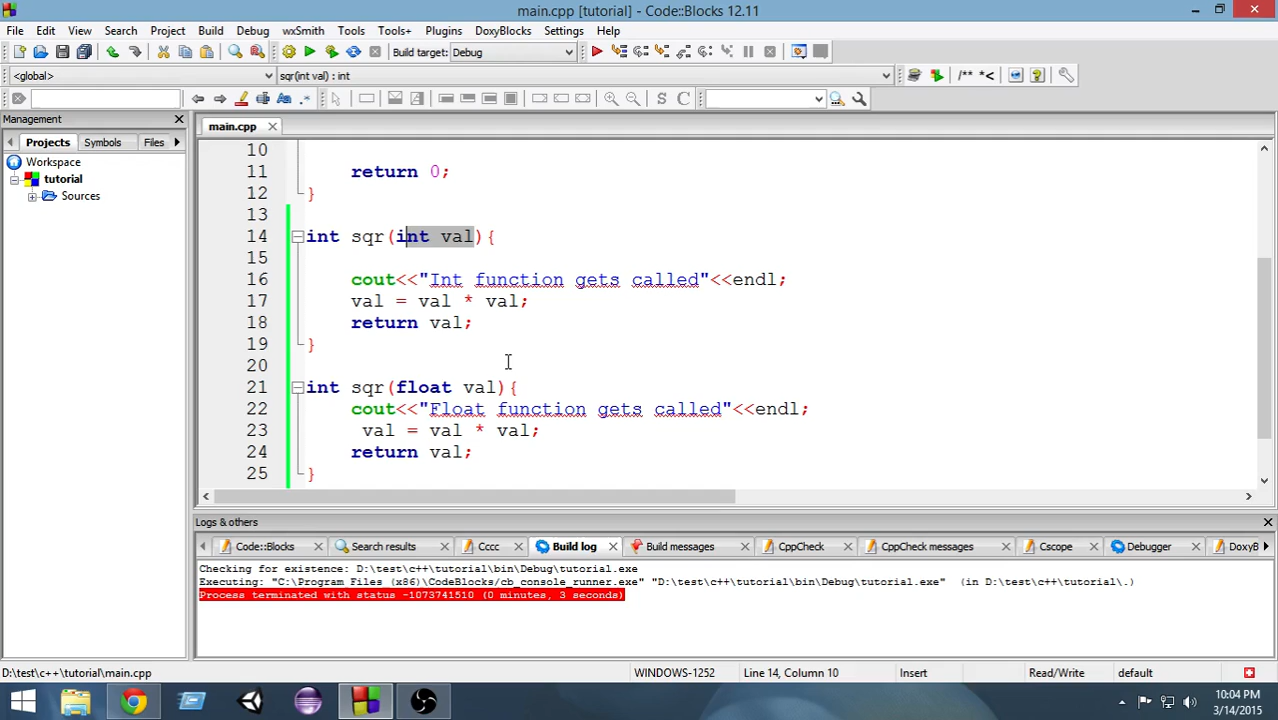 main.cpp [tutorial] - Code::Blocks 12.11
File Edit View Search Project Build Debug wxSmith Tools Tools+ Plugins DoxyBlocks Settings Help
Build target: Debug
<global> sqr(int val) : int /** *<
Aa .* S C
Management
Projects Symbols Files
Workspace
tutorial
Sources
main.cpp
10
11 return 0;
12 }
13
14 int sqr(int val){
15
16 cout<<"Int function gets called"<<endl;
17 val = val * val;
18 return val;
19 }
20
21 int sqr(float val){
22 cout<<"Float function gets called"<<endl;
23 val = val * val;
24 return val;
25 }
Logs & others
Code::Blocks Search results Cccc Build log Build messages CppCheck CppCheck messages Cscope Debugger DoxyB
Checking for existence: D:\test\c++\tutorial\bin\Debug\tutorial.exe
Executing: "C:\Program Files (x86)\CodeBlocks/cb_console_runner.exe" "D:\test\c++\tutorial\bin\Debug\tutorial.exe" (in D:\test\c++\tutorial\.)
Process terminated with status -1073741510 (0 minutes, 3 seconds)
D:\test\c++\tutorial\main.cpp WINDOWS-1252 Line 14, Column 10 Insert Read/Write default
10:04 PM
3/14/2015